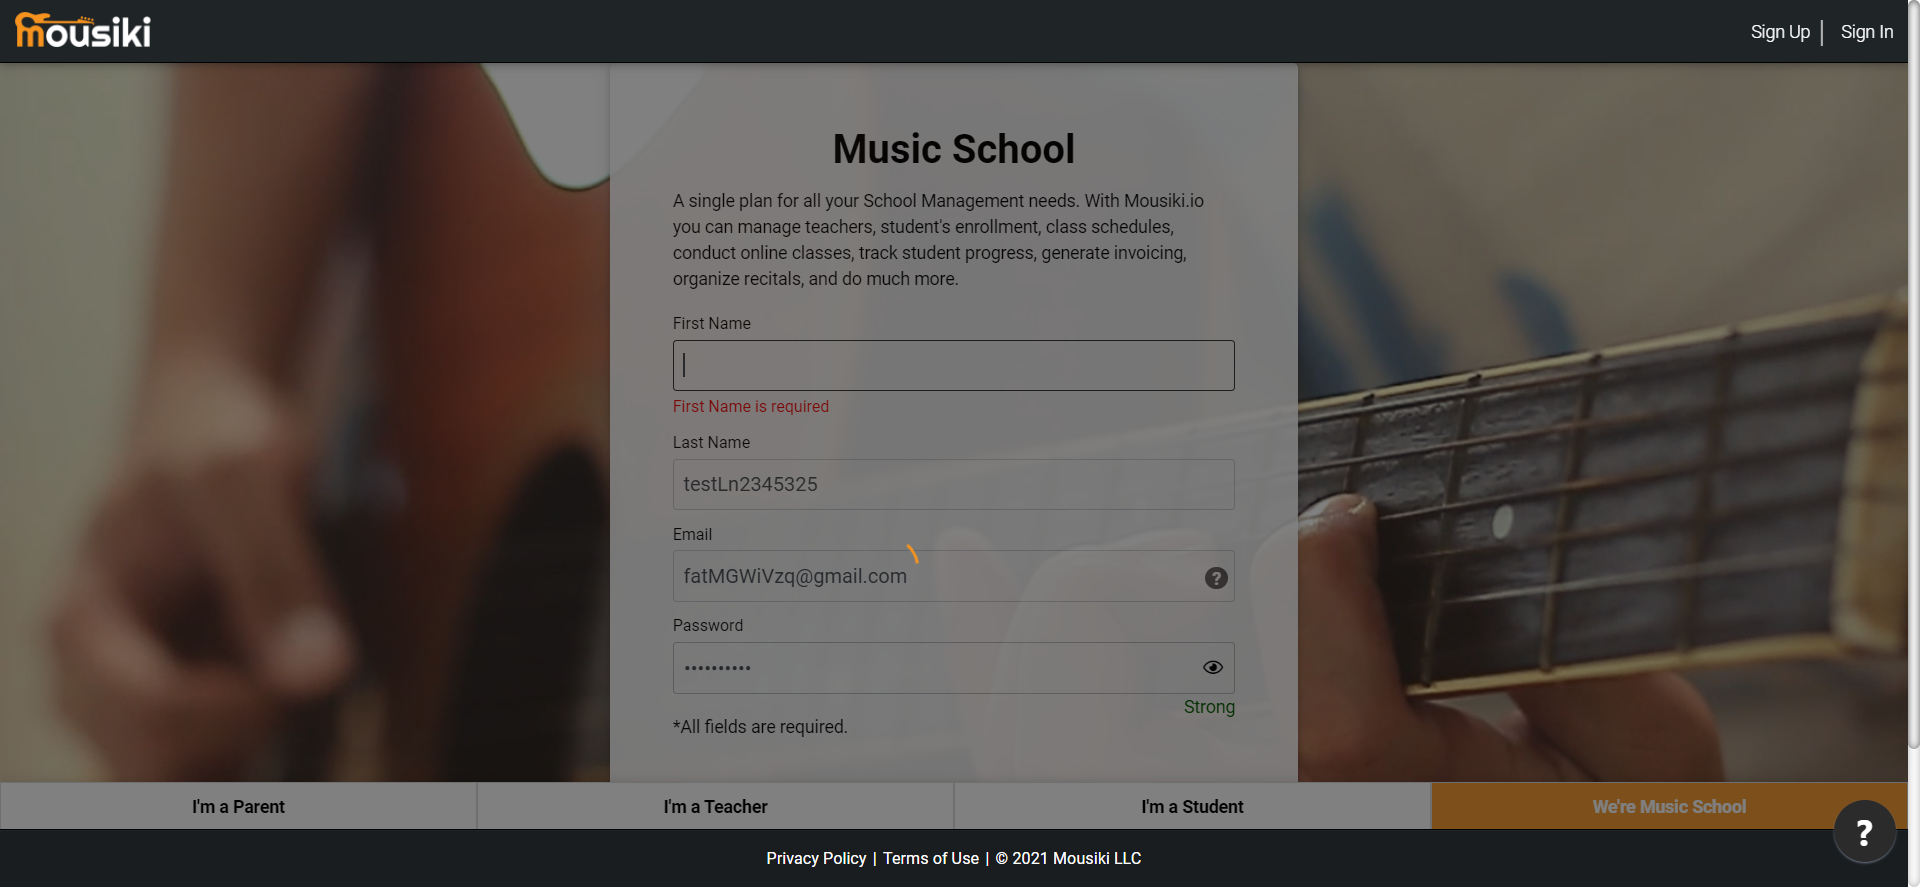 mousiki
Sign Up | Sign In
Music School
A single plan for all your School Management needs. With Mousiki.io
you can manage teachers, student's enrollment, class schedules,
conduct online classes, track student progress, generate invoicing,
organize recitals, and do much more.
First Name
First Name is required
Last Name
testLn2345325
Email
fatMGWiVzq@gmail.com
?
Password
••••••••••
Strong
*All fields are required.
I'm a Parent
I'm a Teacher
I'm a Student
We're Music School
?
Privacy Policy | Terms of Use | © 2021 Mousiki LLC